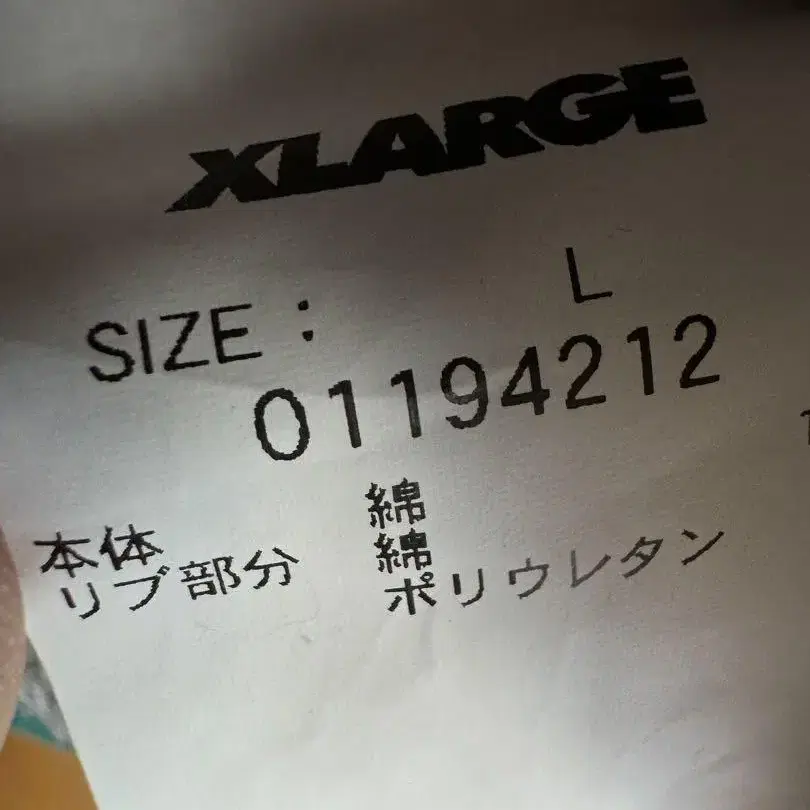 XLARGE
SIZE : L
01194212
本体 綿
リブ部分 綿
ポリウレタン